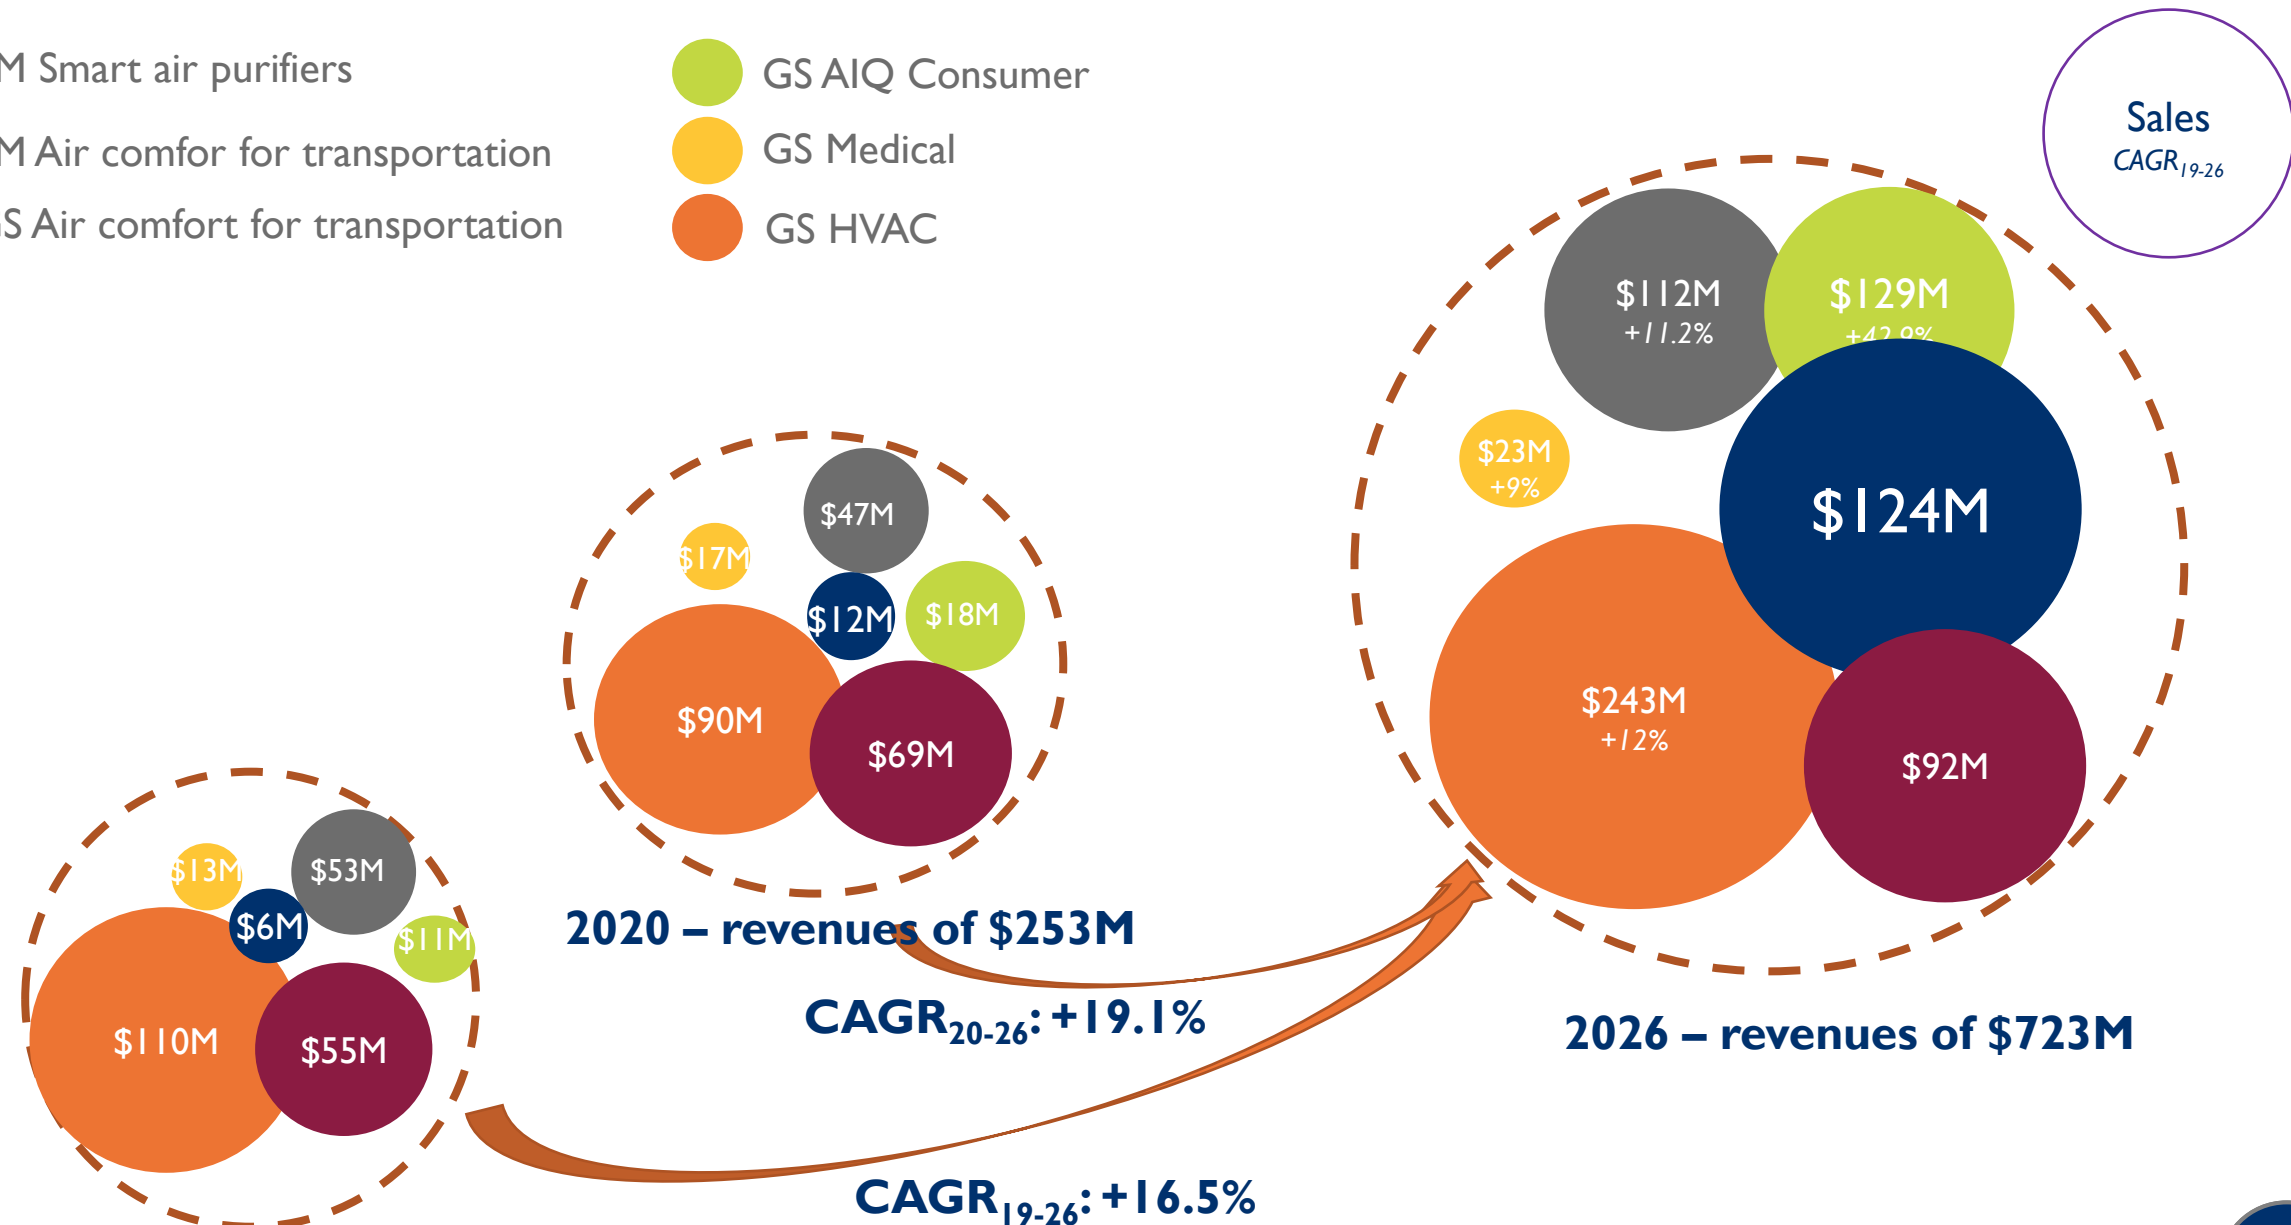 M Smart air purifiers
M Air comfor for transportation
S Air comfort for transportation
GS AIQ Consumer
GS Medical
GS HVAC
Sales
CAGR19-26
$112M
+11.2%
$129M
+42.9%
$23M
+9%
$124M
$243M
+12%
$92M
$47M
$17M
$12M
$18M
$90M
$69M
2020 – revenues of $253M
$13M
$53M
$6M
$11M
$110M
$55M
CAGR20-26: +19.1%
2026 – revenues of $723M
CAGR19-26: +16.5%